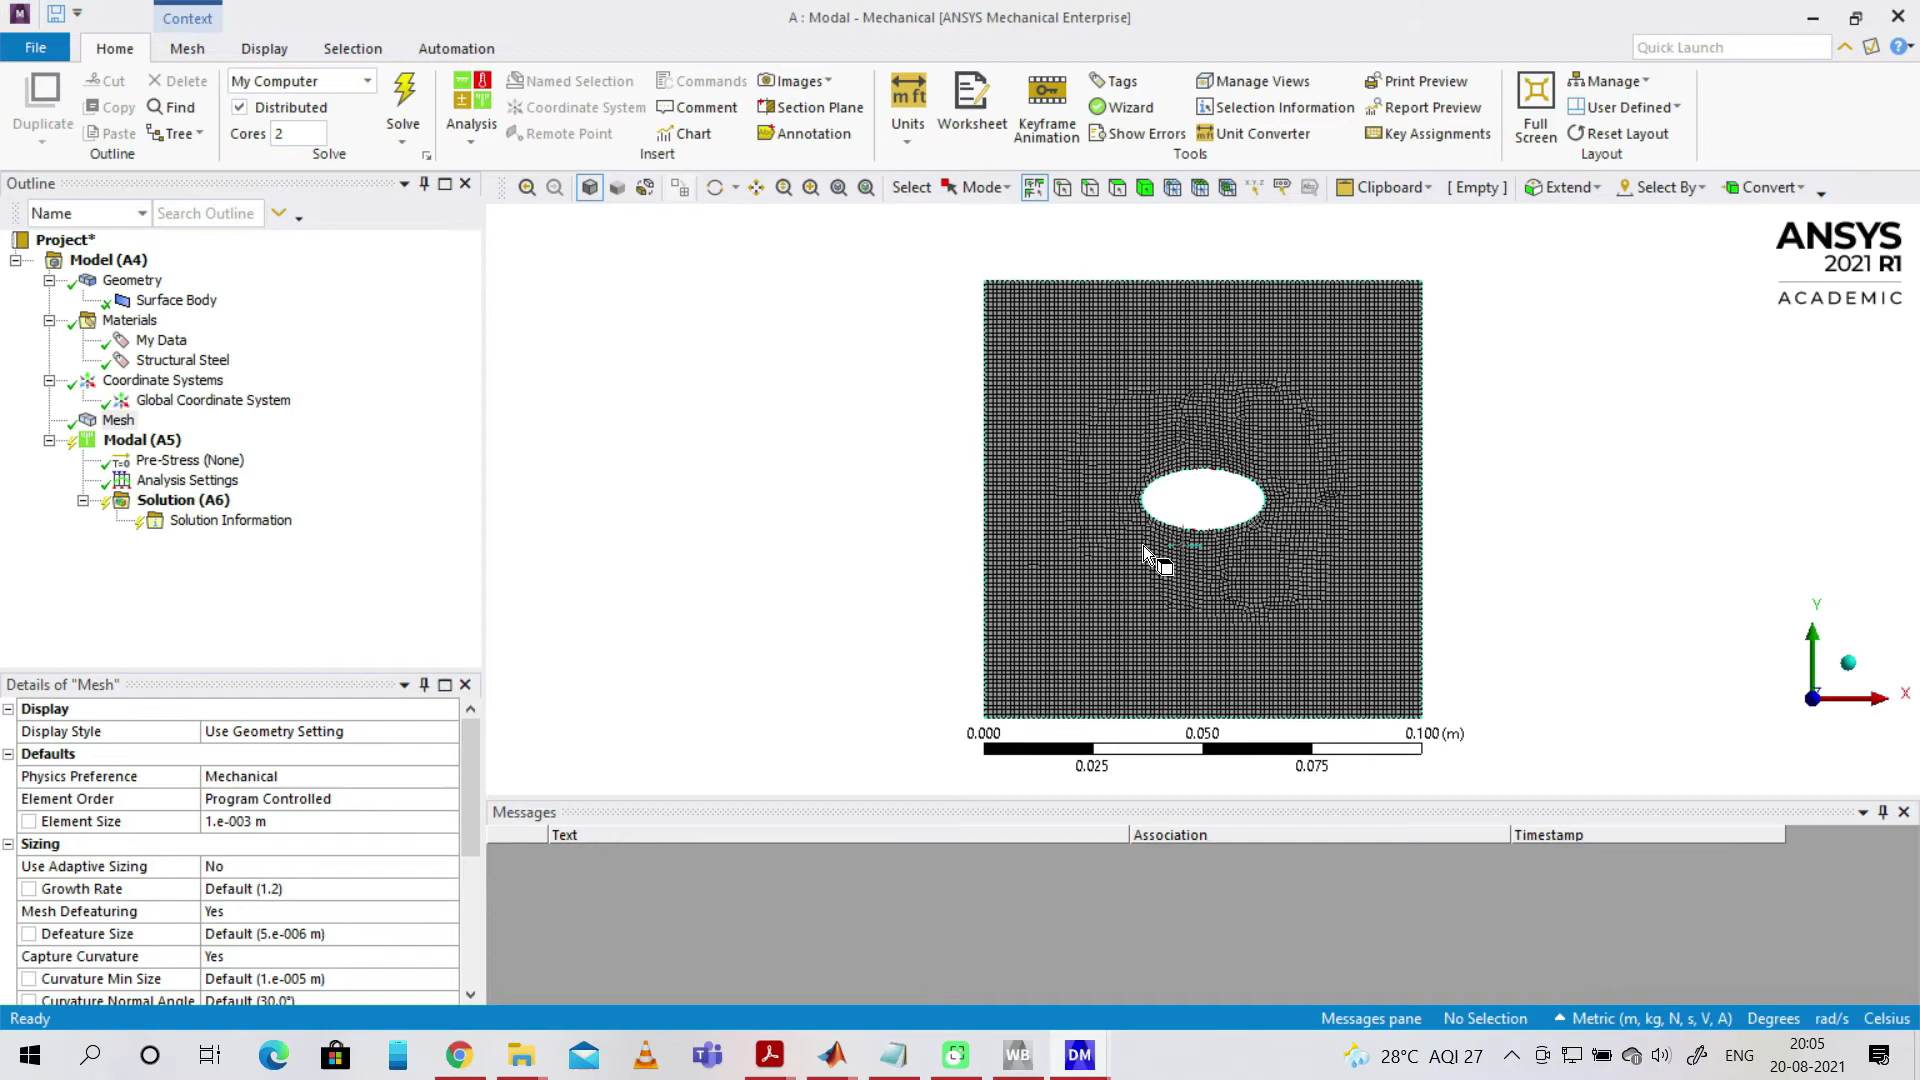 Context
A : Modal - Mechanical [ANSYS Mechanical Enterprise]
File
Home
Mesh
Display
Selection
Automation
Quick Launch
Duplicate
Cut
Delete
Copy
Find
Paste
Tree
Outline
My Computer
Distributed
Cores 2
Solve
Solve
Analysis
Named Selection
Coordinate System
Remote Point
Commands
Comment
Chart
Images
Section Plane
Annotation
Insert
Units
Worksheet
Keyframe
Animation
Tags
Wizard
Show Errors
Manage Views
Selection Information
Unit Converter
Print Preview
Report Preview
Key Assignments
Tools
Full
Screen
Manage
User Defined
Reset Layout
Layout
Outline
Select
Mode
Clipboard
[ Empty ]
Extend
Select By
Convert
Name
Search Outline
Project*
Model (A4)
Geometry
Surface Body
Materials
My Data
Structural Steel
Coordinate Systems
Global Coordinate System
Mesh
Modal (A5)
Pre-Stress (None)
Analysis Settings
Solution (A6)
Solution Information
ANSYS
2021 R1
ACADEMIC
Y
X
0.000 0.050 0.100 (m)
0.025 0.075
Details of "Mesh"
Display
Display Style Use Geometry Setting
Defaults
Physics Preference Mechanical
Element Order Program Controlled
Element Size 1.e-003 m
Sizing
Use Adaptive Sizing No
Growth Rate Default (1.2)
Mesh Defeaturing Yes
Defeature Size Default (5.e-006 m)
Capture Curvature Yes
Curvature Min Size Default (1.e-005 m)
Curvature Normal Angle Default (30.0°)
Messages
Text Association Timestamp
Ready
Messages pane No Selection Metric (m, kg, N, s, V, A) Degrees rad/s Celsius
WB
DM
28°C AQI 27
ENG
20:05
20-08-2021